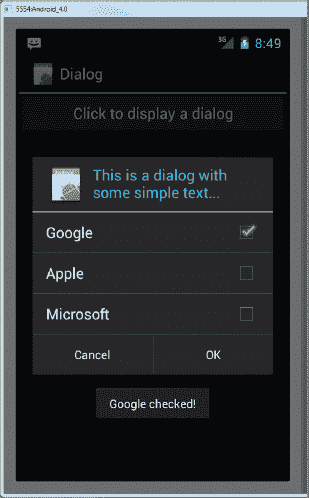 5554:Android_4.0
3G 8:49
Dialog
Click to display a dialog
This is a dialog with
some simple text...
Google
Apple
Microsoft
Cancel OK
Google checked!